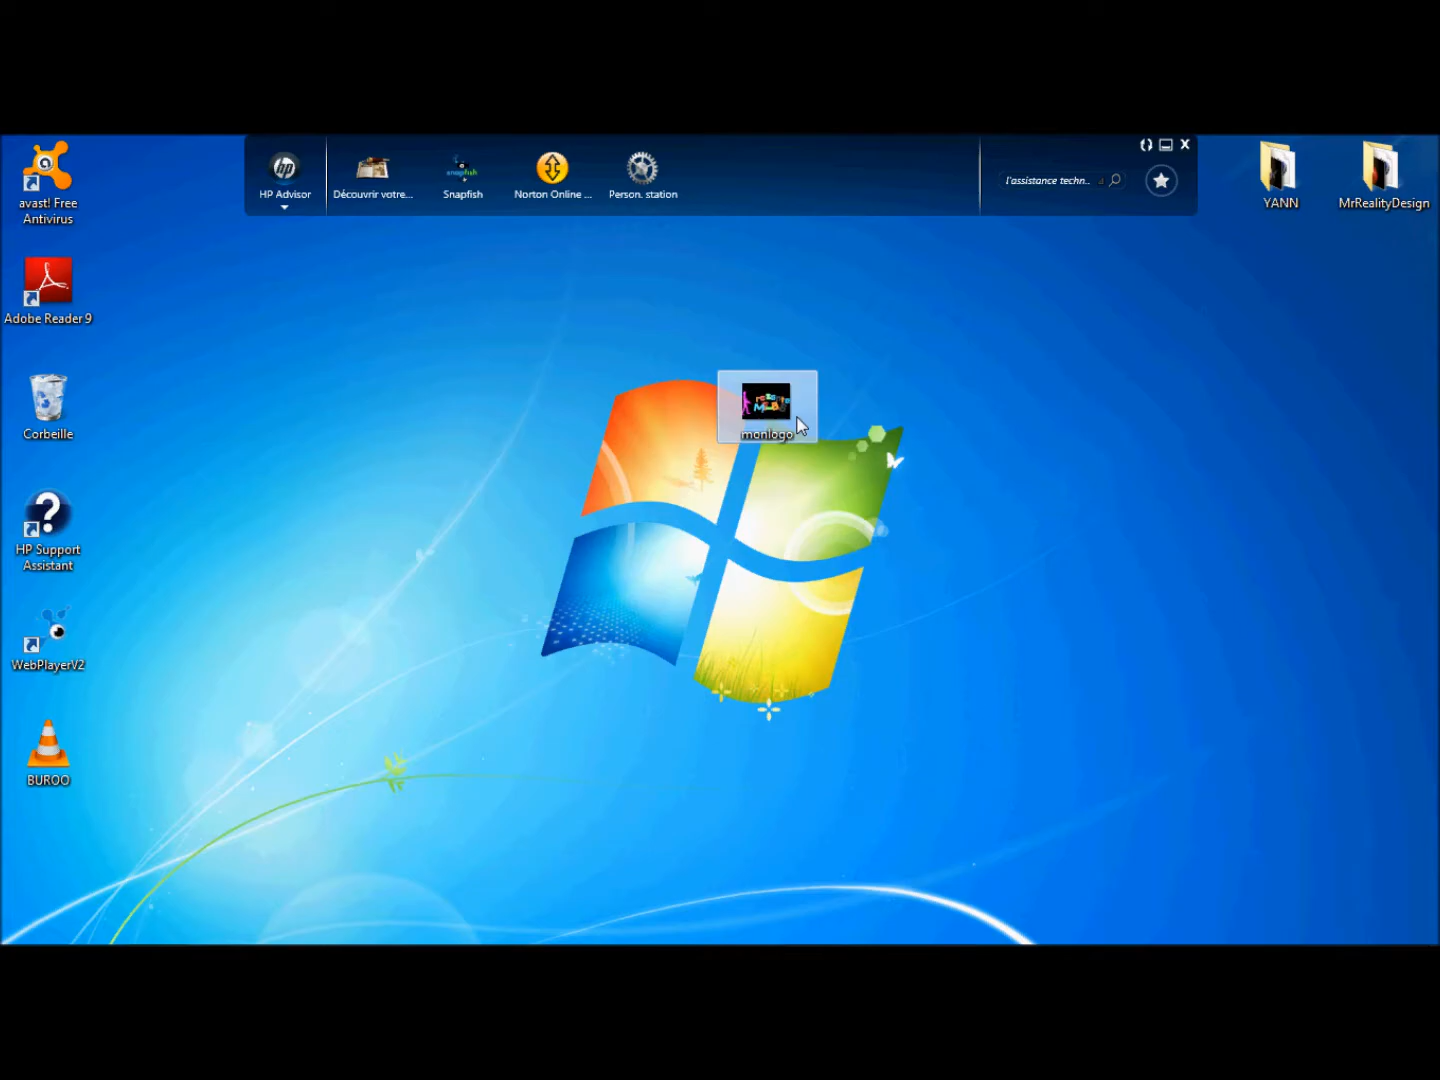 avast! Free
Antivirus
HP Advisor
Découvrir votre...
Snapfish
Norton Online ...
Person. station
l'assistance techn..
YANN
MrRealityDesign
Adobe Reader 9
monlogo
Corbeille
HP Support
Assistant
WebPlayerV2
BUROO